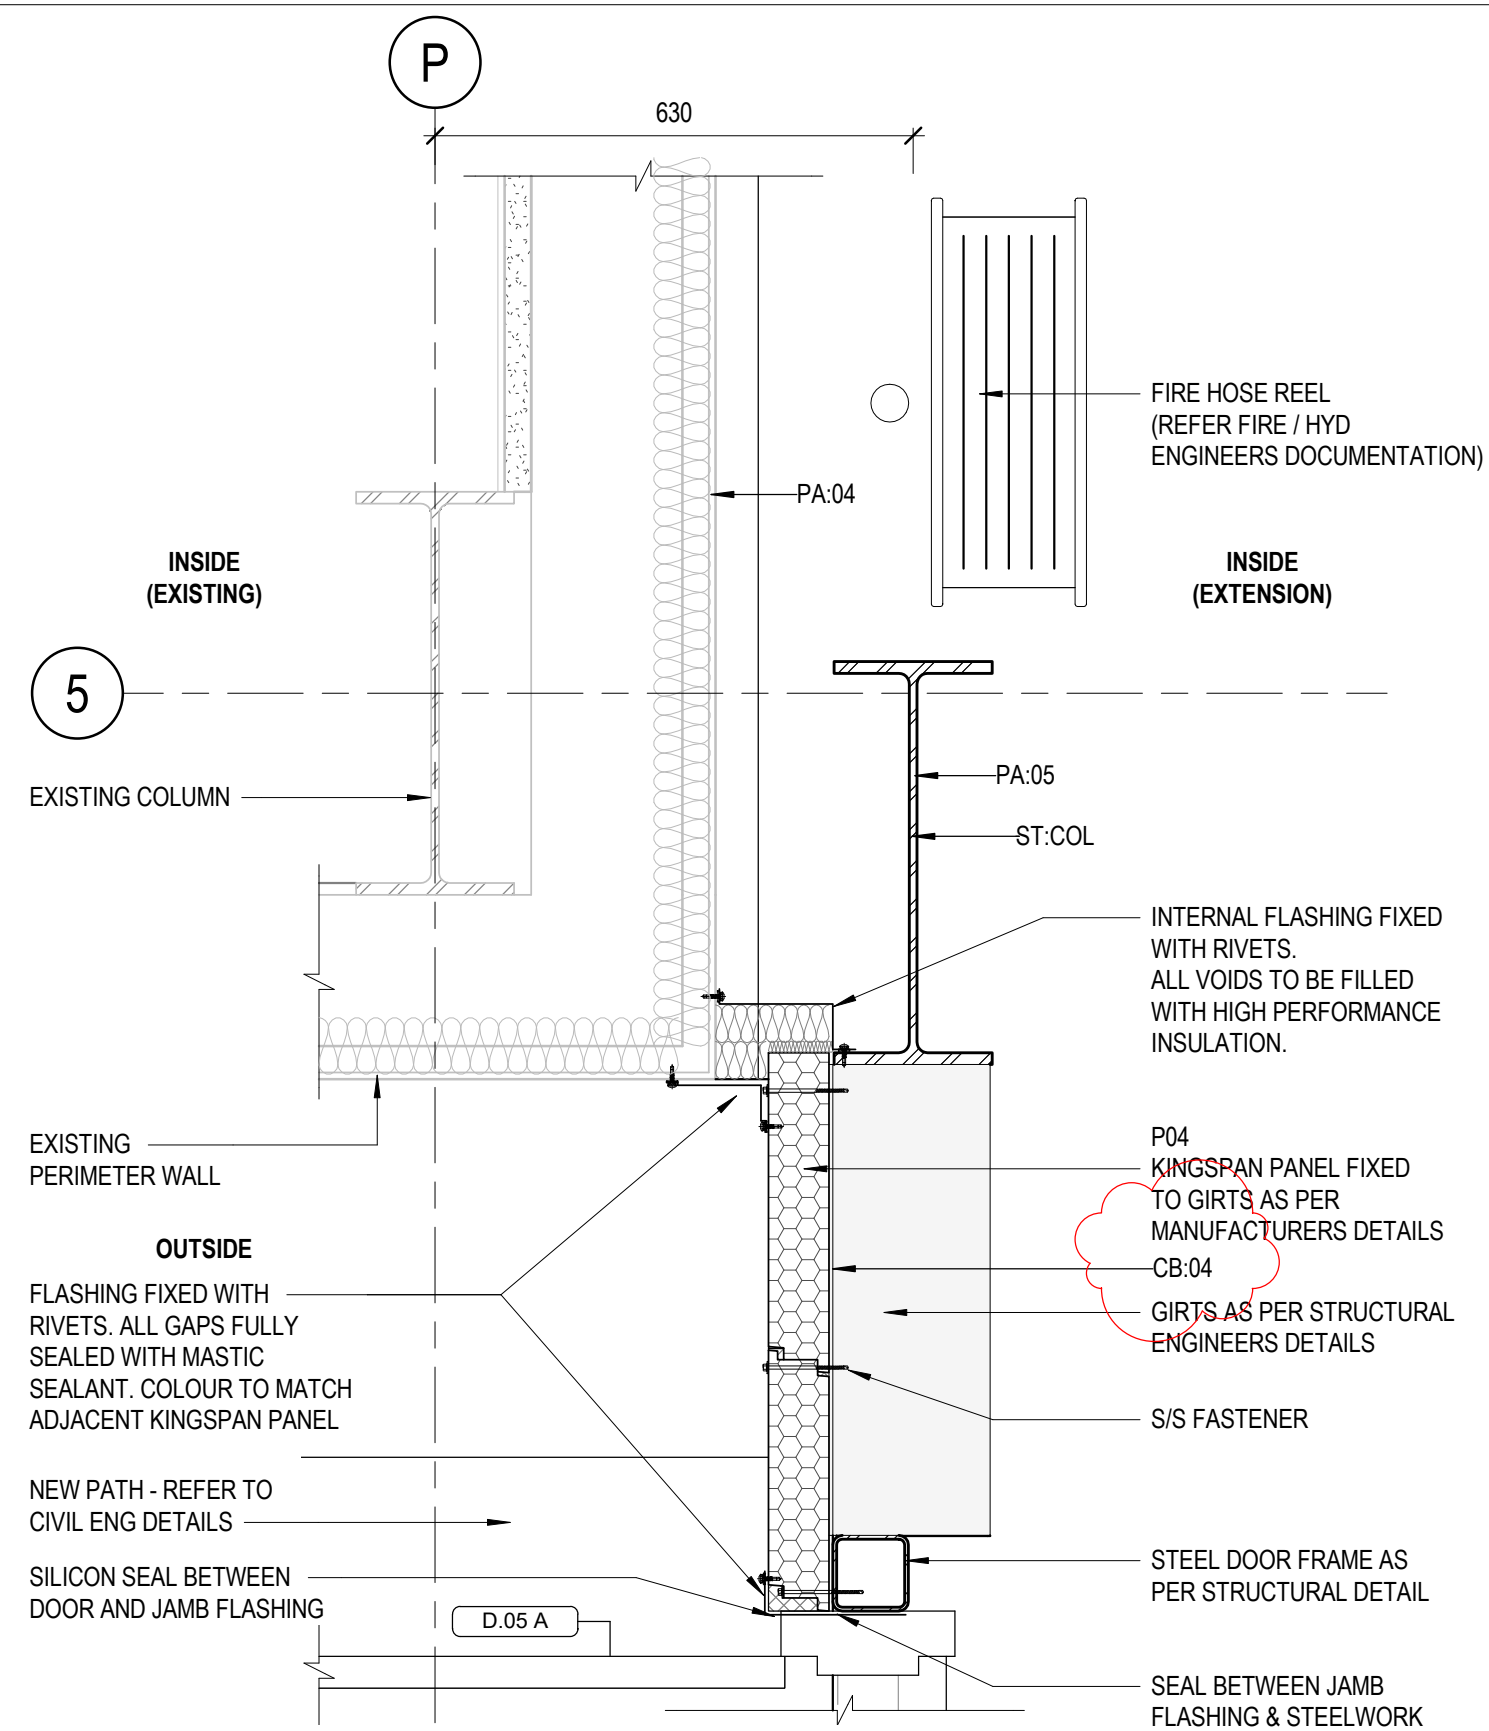 P
630
FIRE HOSE REEL
(REFER FIRE / HYD
ENGINEERS DOCUMENTATION)
PA:04
INSIDE
(EXISTING)
INSIDE
(EXTENSION)
5
PA:05
EXISTING COLUMN
ST:COL
INTERNAL FLASHING FIXED
WITH RIVETS.
ALL VOIDS TO BE FILLED
WITH HIGH PERFORMANCE
INSULATION.
EXISTING
PERIMETER WALL
P04
KINGSPAN PANEL FIXED
TO GIRTS AS PER
MANUFACTURERS DETAILS
OUTSIDE
CB:04
FLASHING FIXED WITH
RIVETS. ALL GAPS FULLY
SEALED WITH MASTIC
SEALANT. COLOUR TO MATCH
ADJACENT KINGSPAN PANEL
GIRTS AS PER STRUCTURAL
ENGINEERS DETAILS
S/S FASTENER
NEW PATH - REFER TO
CIVIL ENG DETAILS
SILICON SEAL BETWEEN
DOOR AND JAMB FLASHING
STEEL DOOR FRAME AS
PER STRUCTURAL DETAIL
D.05 A
SEAL BETWEEN JAMB
FLASHING & STEELWORK